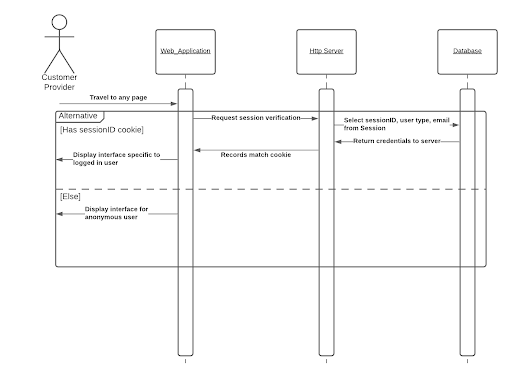 Web_Application
Http Server
Database
Customer
Provider
Travel to any page
Alternative
[Has sessionID cookie]
Request session verification
Select sessionID, user type, email
from Session
Return credentials to server
Records match cookie
Display interface specific to
logged in user
[Else]
Display interface for
anonymous user